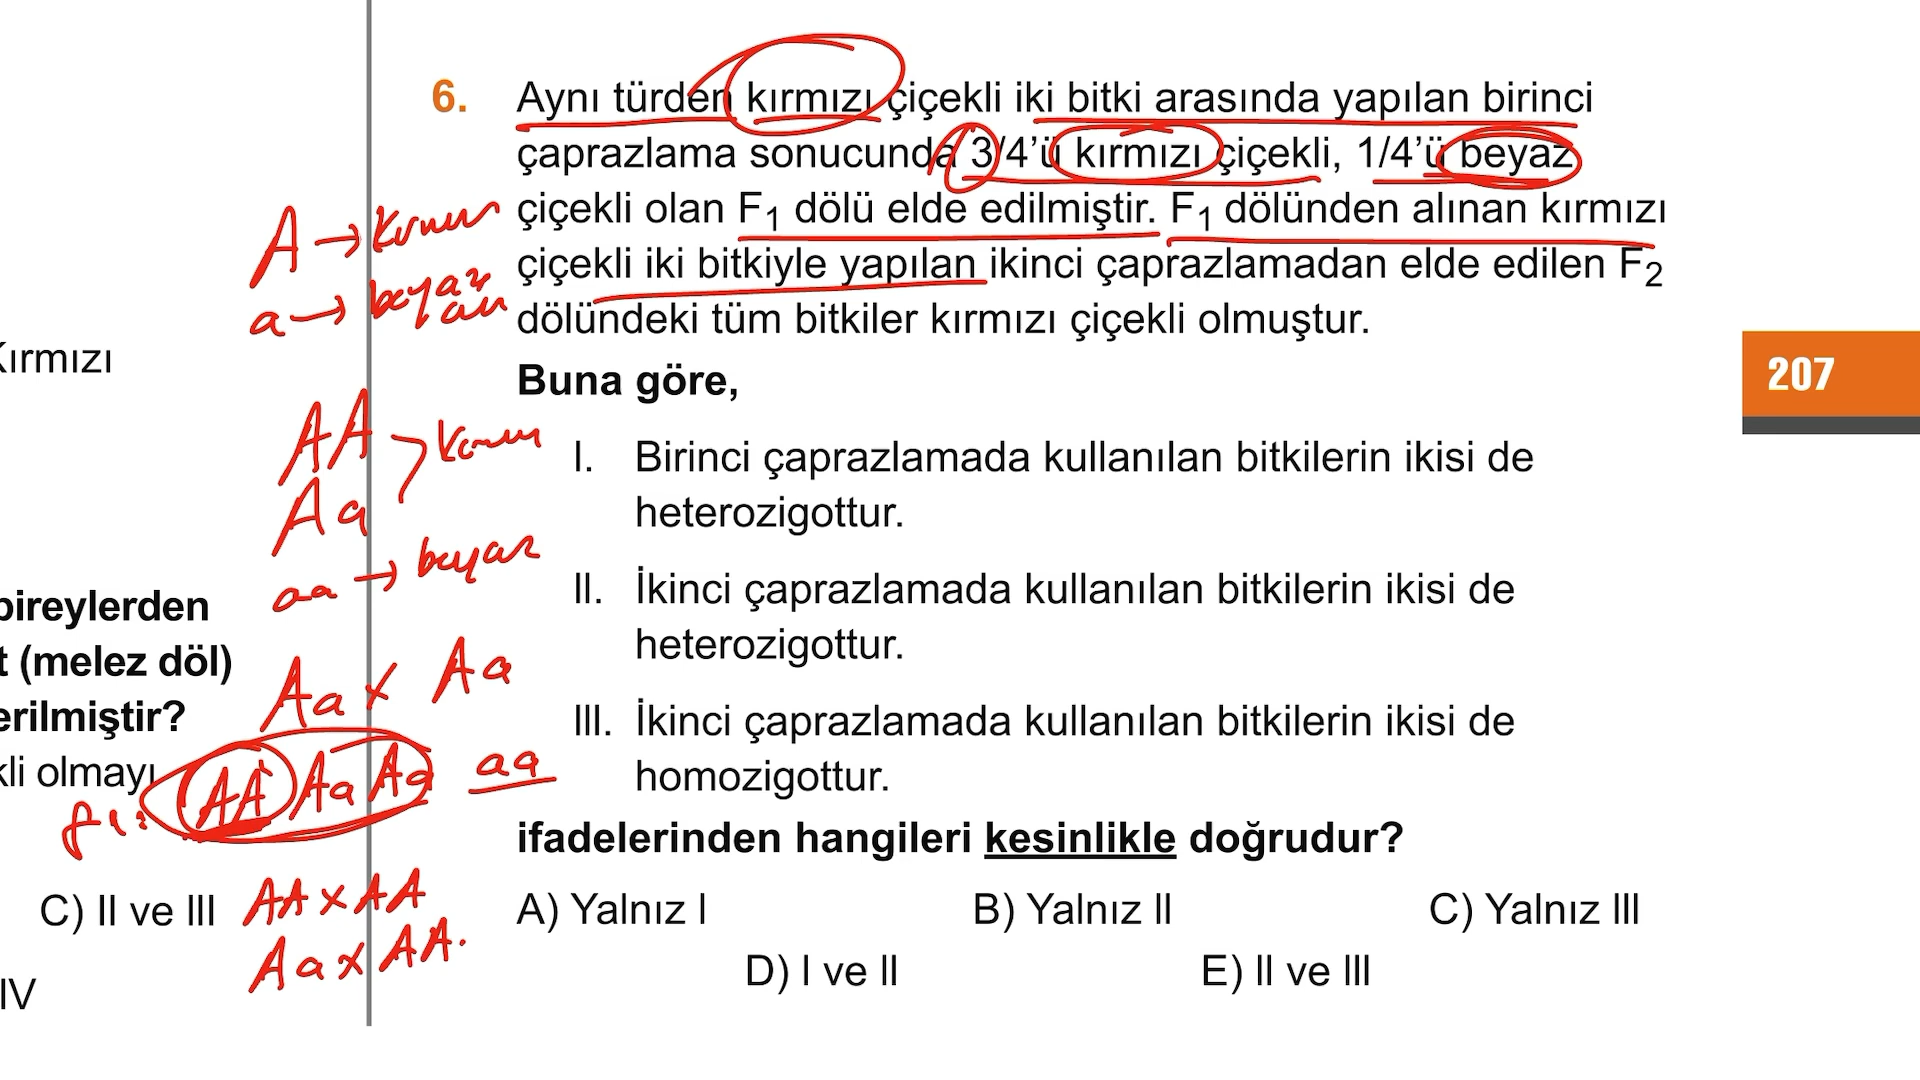 6. Aynı türden kırmızı çiçekli iki bitki arasında yapılan birinci
çaprazlama sonucunda 3/4'ü kırmızı çiçekli, 1/4'ü beyaz
çiçekli olan F₁ dölü elde edilmiştir. F₁ dölünden alınan kırmızı
çiçekli iki bitkiyle yapılan ikinci çaprazlamadan elde edilen F₂
dölündeki tüm bitkiler kırmızı çiçekli olmuştur.
Buna göre,
I. Birinci çaprazlamada kullanılan bitkilerin ikisi de
heterozigottur.
II. İkinci çaprazlamada kullanılan bitkilerin ikisi de
heterozigottur.
III. İkinci çaprazlamada kullanılan bitkilerin ikisi de
homozigottur.
ifadelerinden hangileri kesinlikle doğrudur?
A) Yalnız I B) Yalnız II C) Yalnız III
D) I ve II E) II ve III
207
A →
a → beyaz
AA
Aa
aa → beyaz
Aa x Aa
AA Aa Aa aa
AA x AA
Aa x AA.
Kırmızı
bireylerden
t (melez döl)
erilmiştir?
kli olmayı
C) II ve III
IV